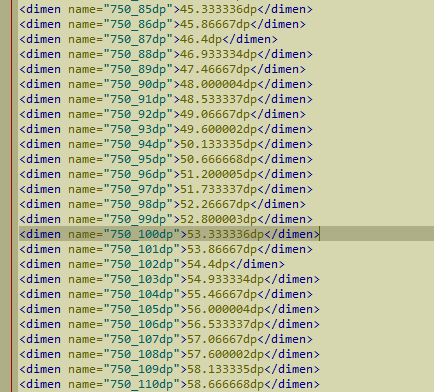 <dimen name="750_85dp">45.333336dp</dimen>
<dimen name="750_86dp">45.86667dp</dimen>
<dimen name="750_87dp">46.4dp</dimen>
<dimen name="750_88dp">46.933334dp</dimen>
<dimen name="750_89dp">47.46667dp</dimen>
<dimen name="750_90dp">48.000004dp</dimen>
<dimen name="750_91dp">48.533337dp</dimen>
<dimen name="750_92dp">49.06667dp</dimen>
<dimen name="750_93dp">49.600002dp</dimen>
<dimen name="750_94dp">50.133335dp</dimen>
<dimen name="750_95dp">50.666668dp</dimen>
<dimen name="750_96dp">51.200005dp</dimen>
<dimen name="750_97dp">51.733337dp</dimen>
<dimen name="750_98dp">52.26667dp</dimen>
<dimen name="750_99dp">52.800003dp</dimen>
<dimen name="750_100dp">53.333336dp</dimen>
<dimen name="750_101dp">53.86667dp</dimen>
<dimen name="750_102dp">54.4dp</dimen>
<dimen name="750_103dp">54.933334dp</dimen>
<dimen name="750_104dp">55.46667dp</dimen>
<dimen name="750_105dp">56.000004dp</dimen>
<dimen name="750_106dp">56.533337dp</dimen>
<dimen name="750_107dp">57.06667dp</dimen>
<dimen name="750_108dp">57.600002dp</dimen>
<dimen name="750_109dp">58.133335dp</dimen>
<dimen name="750_110dp">58.666668dp</dimen>